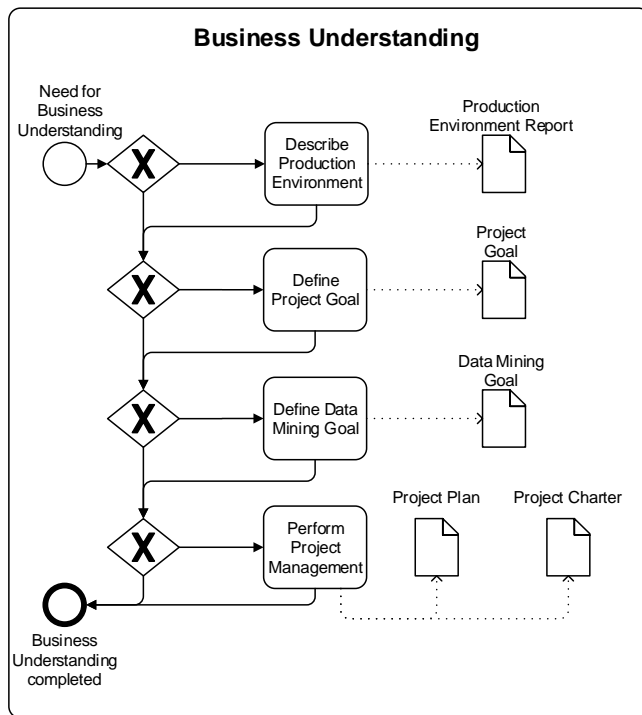 Business Understanding
Need for
Business
Understanding
X
Describe
Production
Environment
Production
Environment Report
X
Define
Project Goal
Project
Goal
X
Define Data
Mining Goal
Data Mining
Goal
X
Perform
Project
Management
Project Plan
Project Charter
Business
Understanding
completed